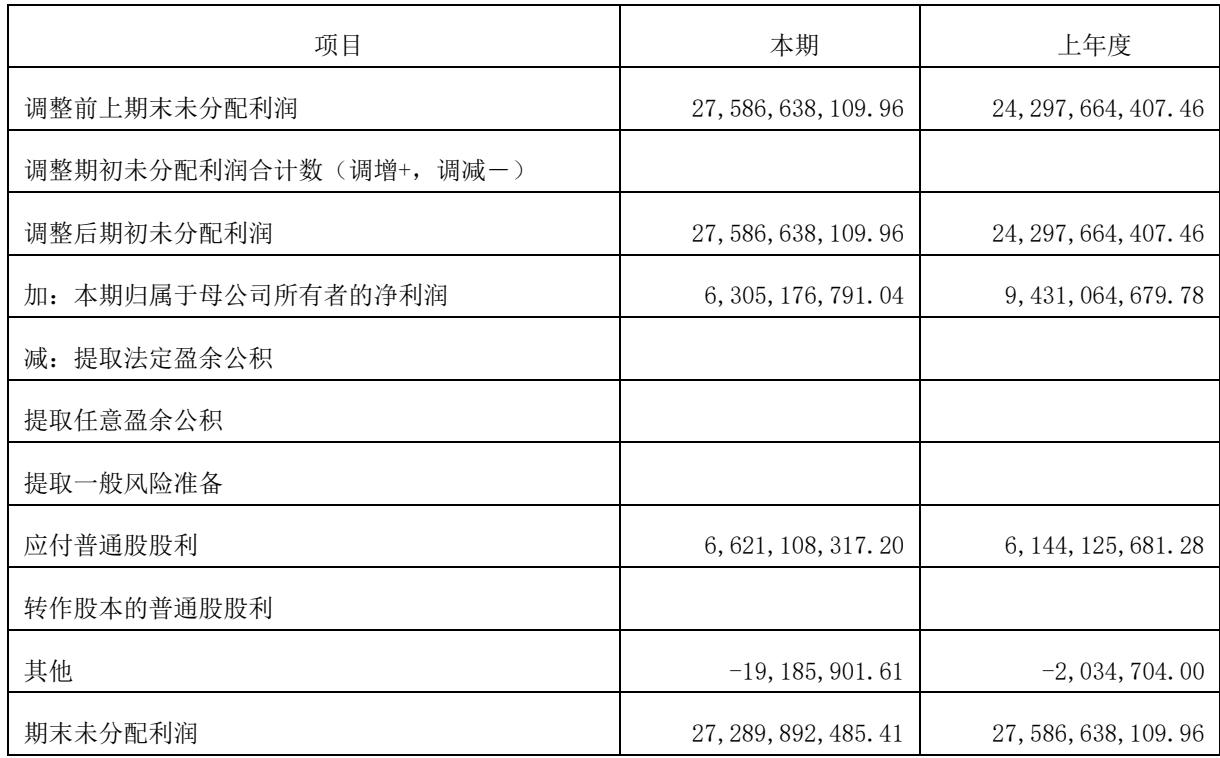 项目 本期 上年度
调整前上期末未分配利润 27,586,638,109.96 24,297,664,407.46
调整期初未分配利润合计数（调增+，调减－）
调整后期初未分配利润 27,586,638,109.96 24,297,664,407.46
加：本期归属于母公司所有者的净利润 6,305,176,791.04 9,431,064,679.78
减：提取法定盈余公积
提取任意盈余公积
提取一般风险准备
应付普通股股利 6,621,108,317.20 6,144,125,681.28
转作股本的普通股股利
其他 -19,185,901.61 -2,034,704.00
期末未分配利润 27,289,892,485.41 27,586,638,109.96